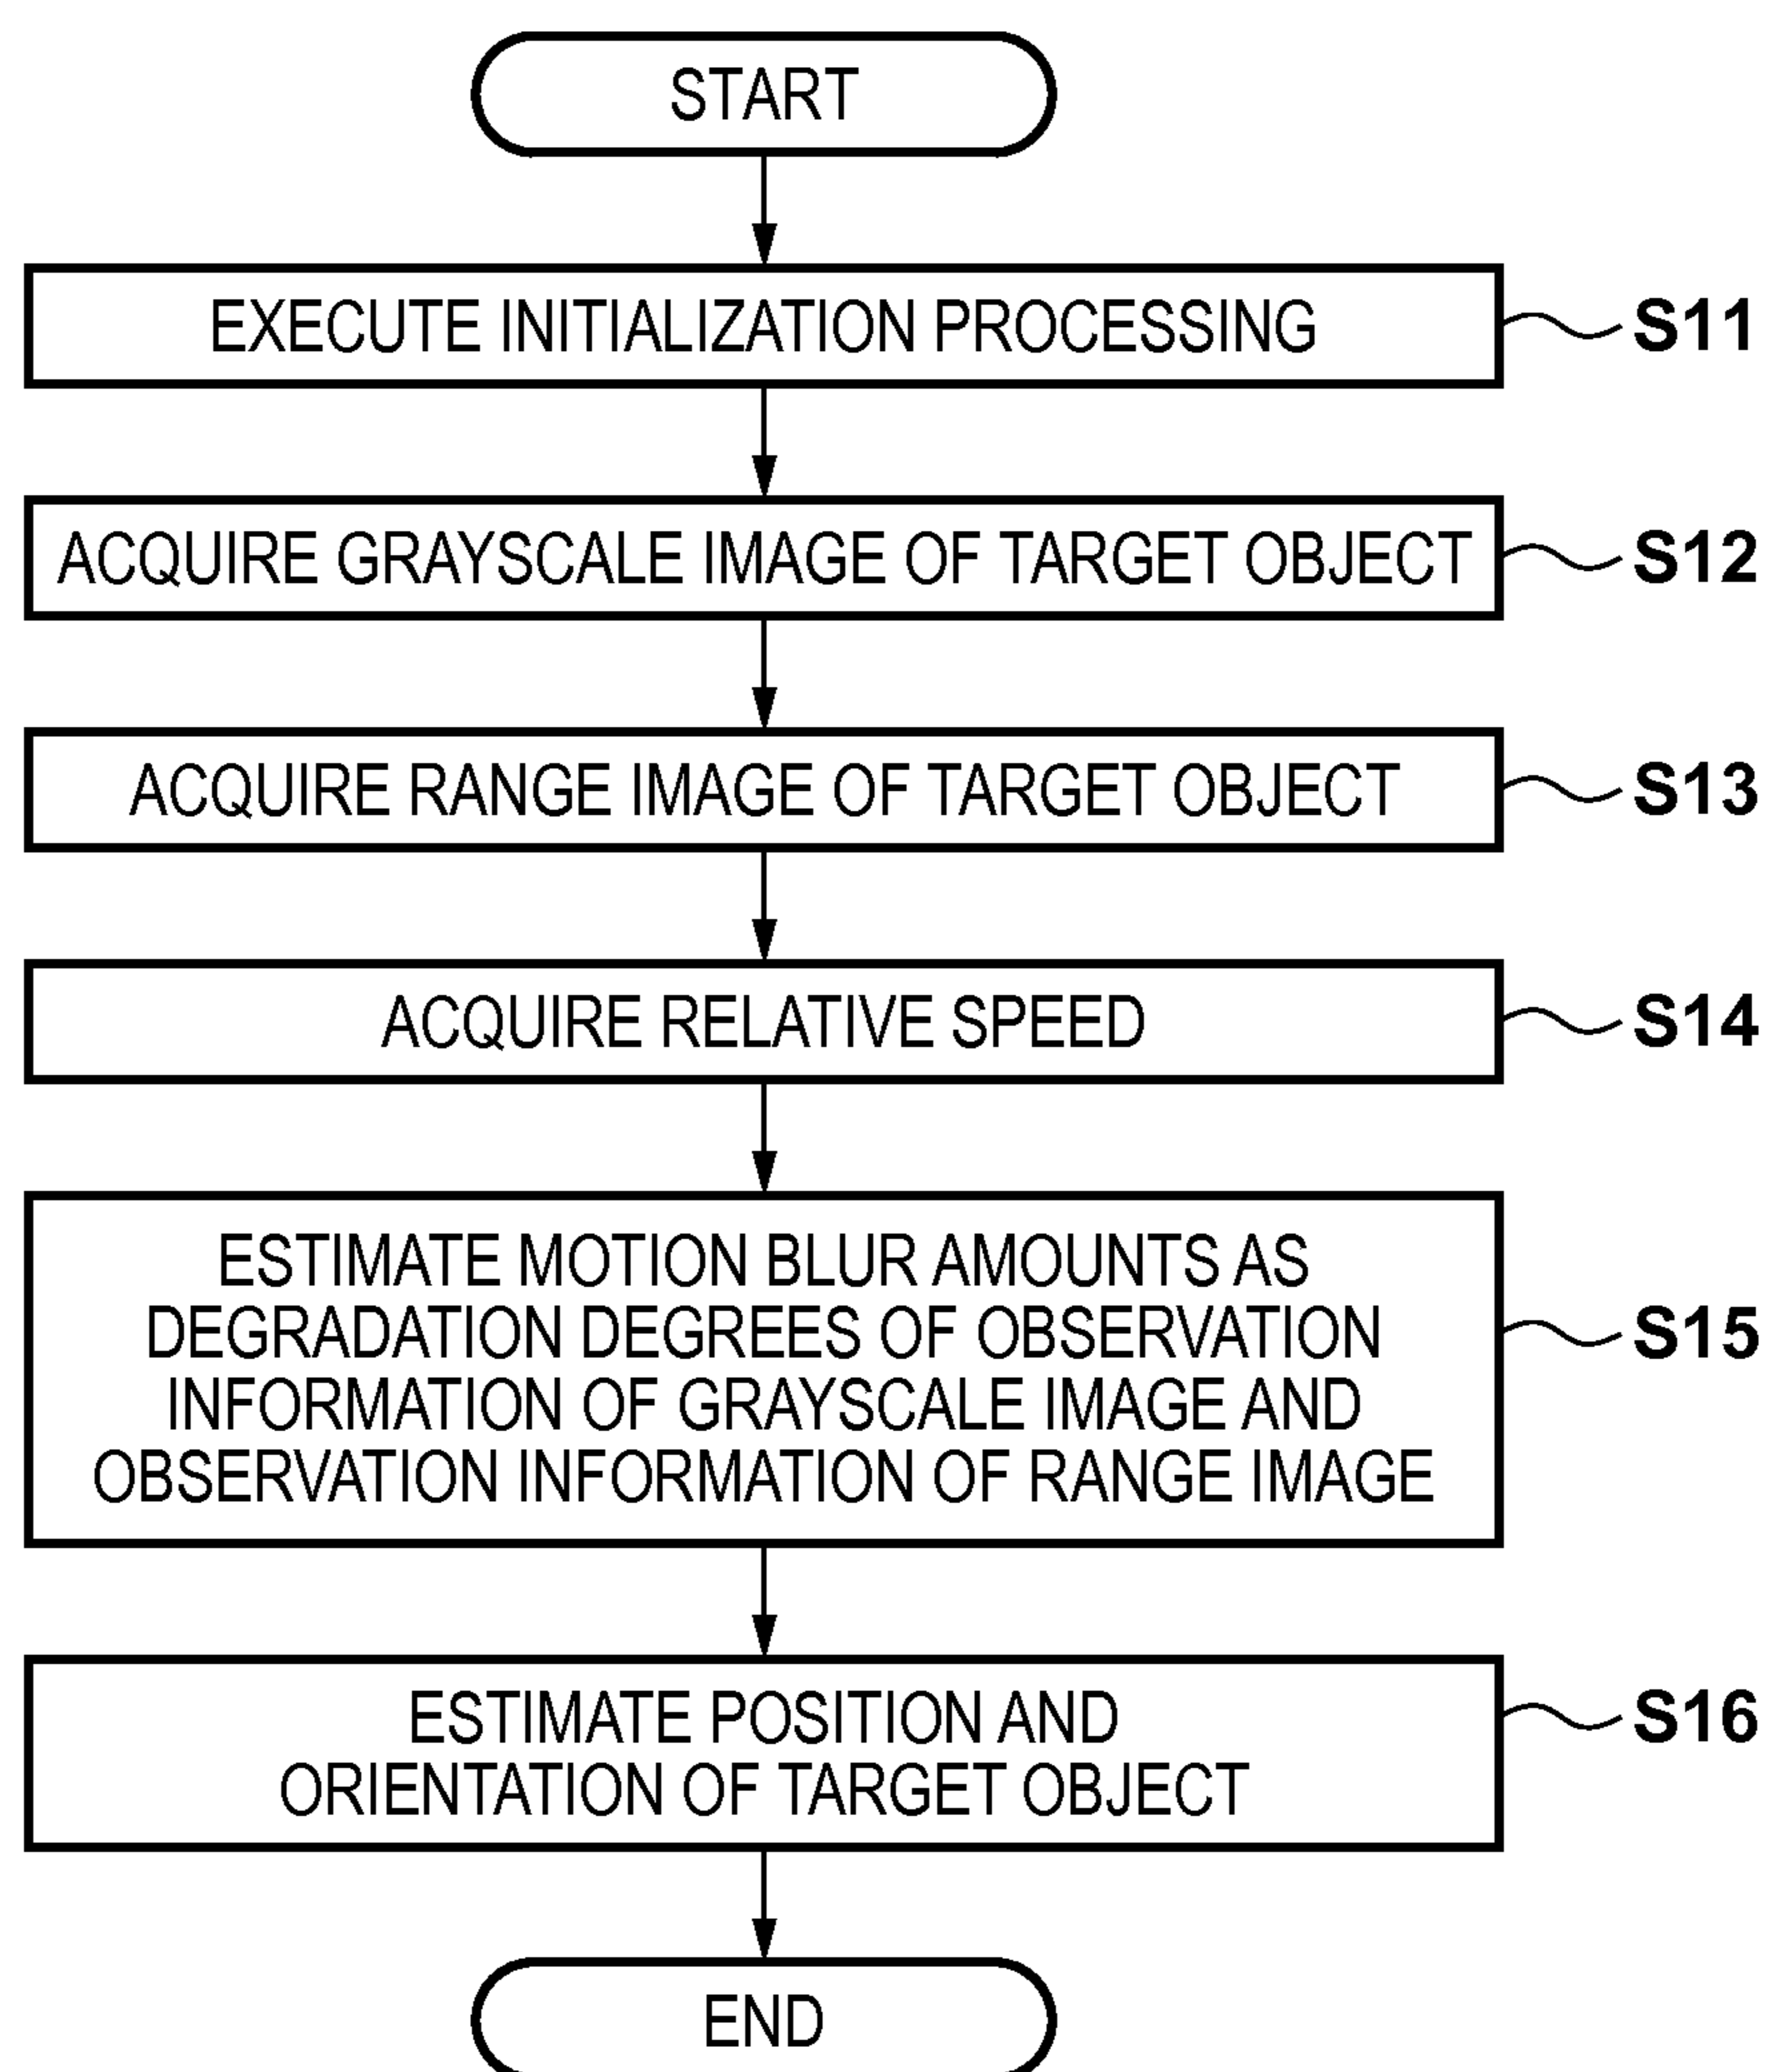 START
EXECUTE INITIALIZATION PROCESSING
S11
ACQUIRE GRAYSCALE IMAGE OF TARGET OBJECT
S12
ACQUIRE RANGE IMAGE OF TARGET OBJECT
S13
ACQUIRE RELATIVE SPEED
S14
ESTIMATE MOTION BLUR AMOUNTS AS
DEGRADATION DEGREES OF OBSERVATION
INFORMATION OF GRAYSCALE IMAGE AND
OBSERVATION INFORMATION OF RANGE IMAGE
S15
ESTIMATE POSITION AND
ORIENTATION OF TARGET OBJECT
S16
END